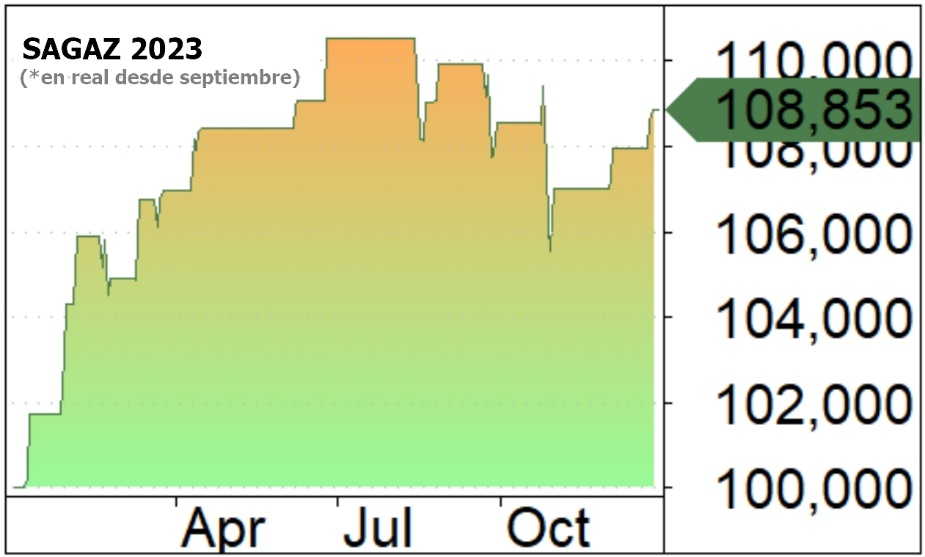 SAGAZ 2023
(*en real desde septiembre)
110,000
108,853
108,000
106,000
104,000
102,000
100,000
Apr
Jul
Oct